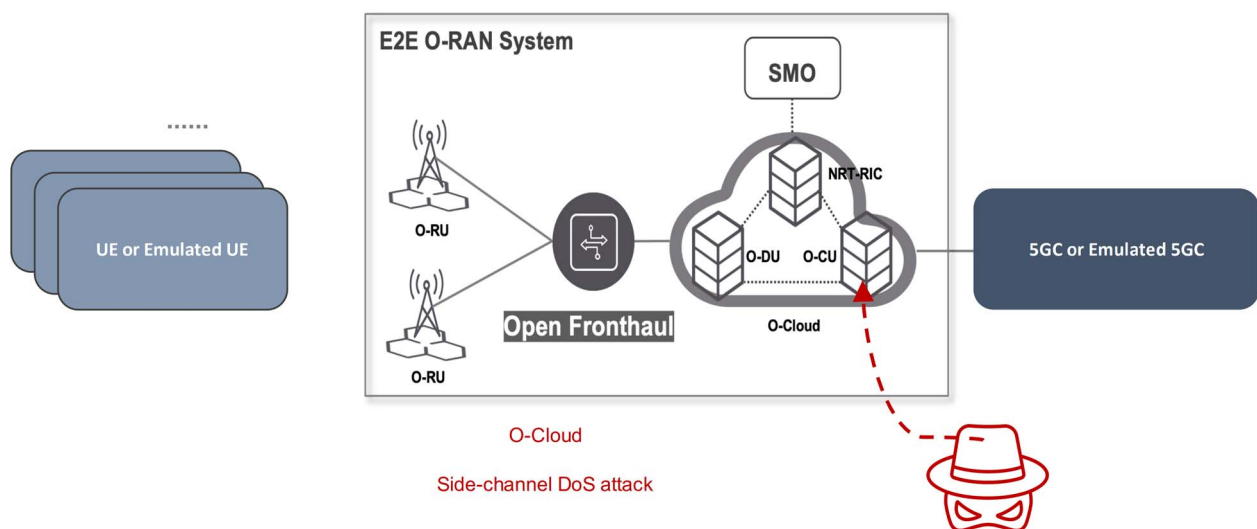 E2E O-RAN System
SMO
......
NRT-RIC
O-RU
UE or Emulated UE
O-DU
O-CU
5GC or Emulated 5GC
Open Fronthaul
O-Cloud
O-RU
O-Cloud
Side-channel DoS attack